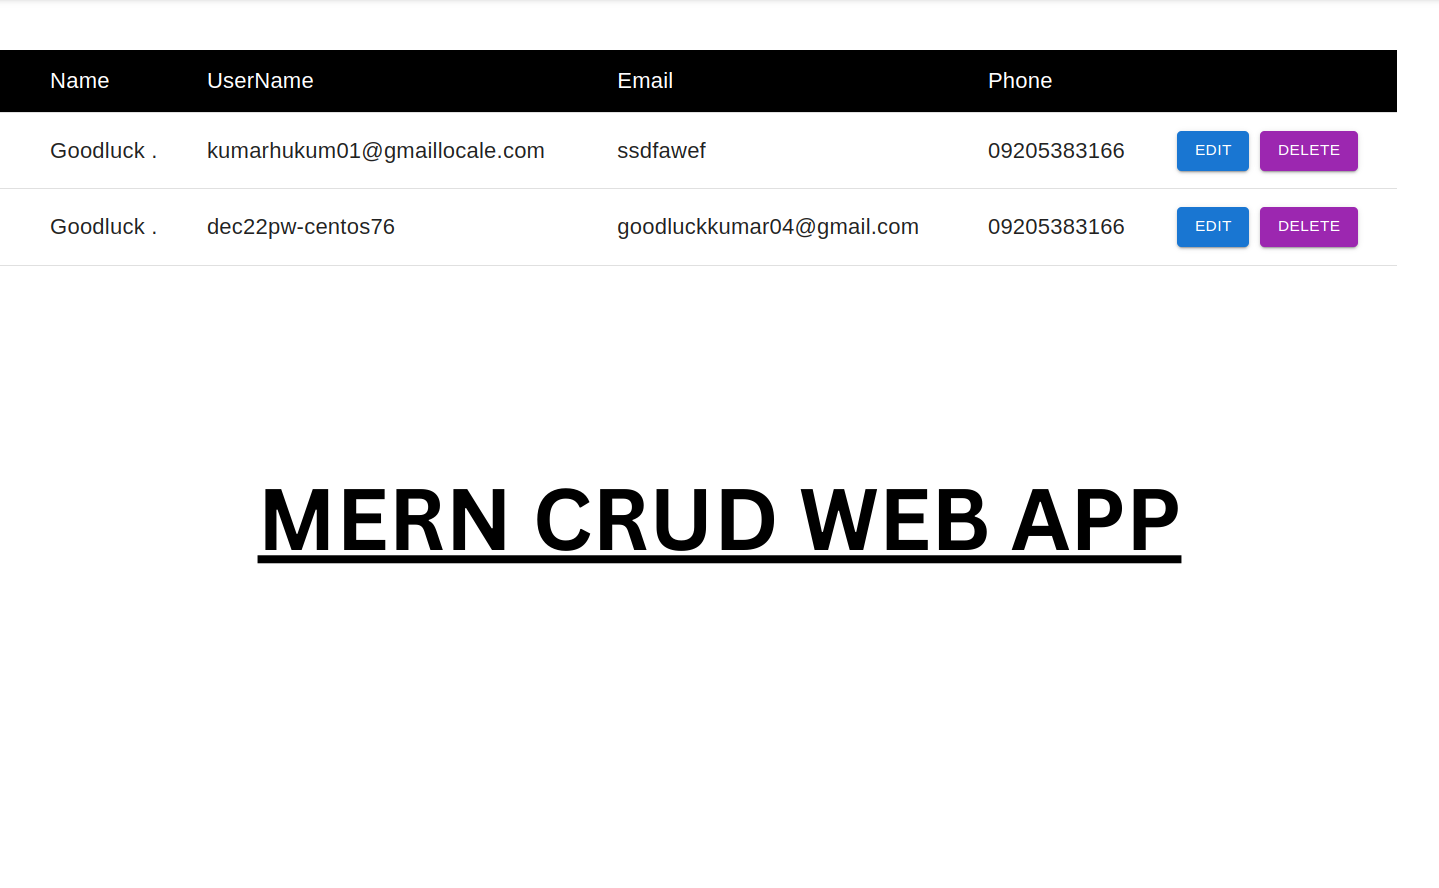 Name UserName Email Phone
Goodluck . kumarhukum01@gmaillocale.com ssdfawef 09205383166 EDIT DELETE
Goodluck . dec22pw-centos76 goodluckkumar04@gmail.com 09205383166 EDIT DELETE
MERN CRUD WEB APP